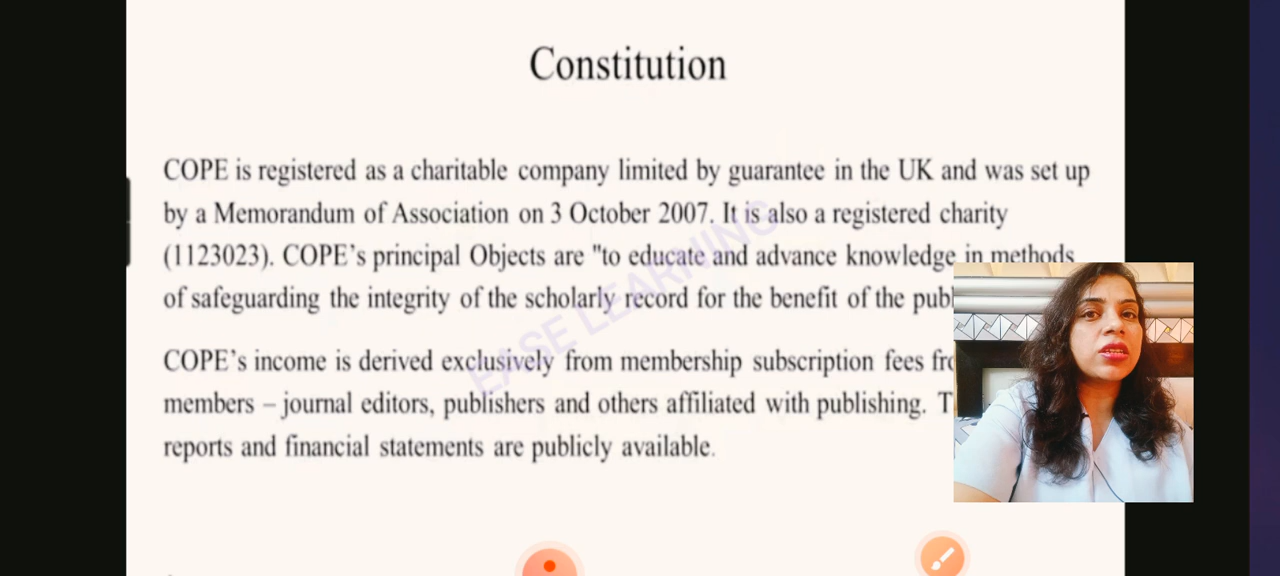 Constitution
COPE is registered as a charitable company limited by guarantee in the UK and was set up
by a Memorandum of Association on 3 October 2007. It is also a registered charity
(1123023). COPE’s principal Objects are "to educate and advance knowledge in methods
of safeguarding the integrity of the scholarly record for the benefit of the
COPE’s income is derived exclusively from membership subscription fees
members – journal editors, publishers and others affiliated with publishing.
reports and financial statements are publicly available.
EASE LEARNING